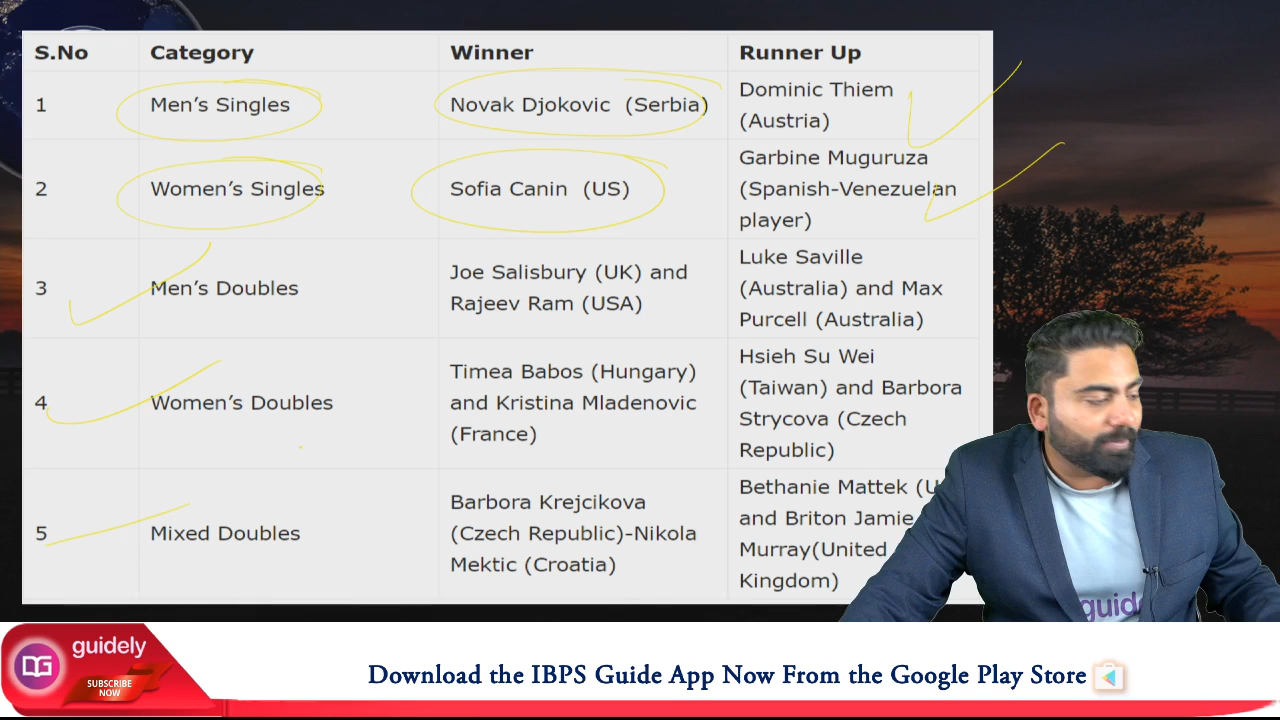 S.No Category Winner Runner Up
1 Men’s Singles Novak Djokovic (Serbia) Dominic Thiem
(Austria)
2 Women’s Singles Sofia Canin (US) Garbine Muguruza
(Spanish-Venezuelan
player)
3 Men’s Doubles Joe Salisbury (UK) and
Rajeev Ram (USA) Luke Saville
(Australia) and Max
Purcell (Australia)
4 Women’s Doubles Timea Babos (Hungary)
and Kristina Mladenovic
(France) Hsieh Su Wei
(Taiwan) and Barbora
Strycova (Czech
Republic)
5 Mixed Doubles Barbora Krejcikova
(Czech Republic)-Nikola
Mektic (Croatia) Bethanie Mattek
and Briton Jamie
Murray(United
Kingdom)
guidely
SUBSCRIBE
NOW
Download the IBPS Guide App Now From the Google Play Store